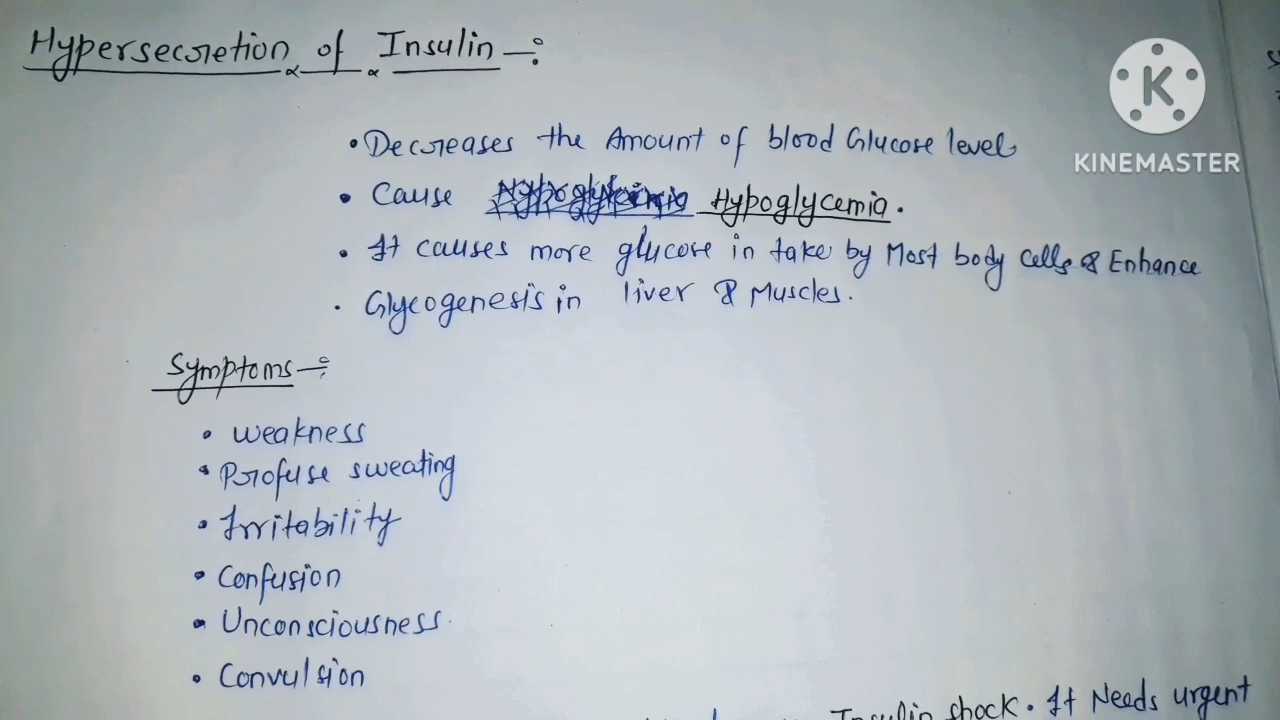 Hypersecretion of Insulin -:
K
KINEMASTER
• Decreases the Amount of blood Glucose level
• Cause Hypoglycemia.
• It causes more glucose in take by Most body cells & Enhance
• Glycogenesis in liver & Muscles.
Symptoms -:
• weakness
• Profuse sweating
• Irritability
• Confusion
• Unconsciousness.
• Convulsion
Insulin shock. It Needs urgent